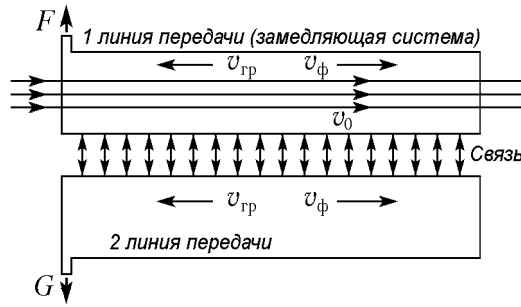 F
1 линия передачи (замедляющая система)
v_гр v_ф
v_0
Связь
v_гр v_ф
2 линия передачи
G